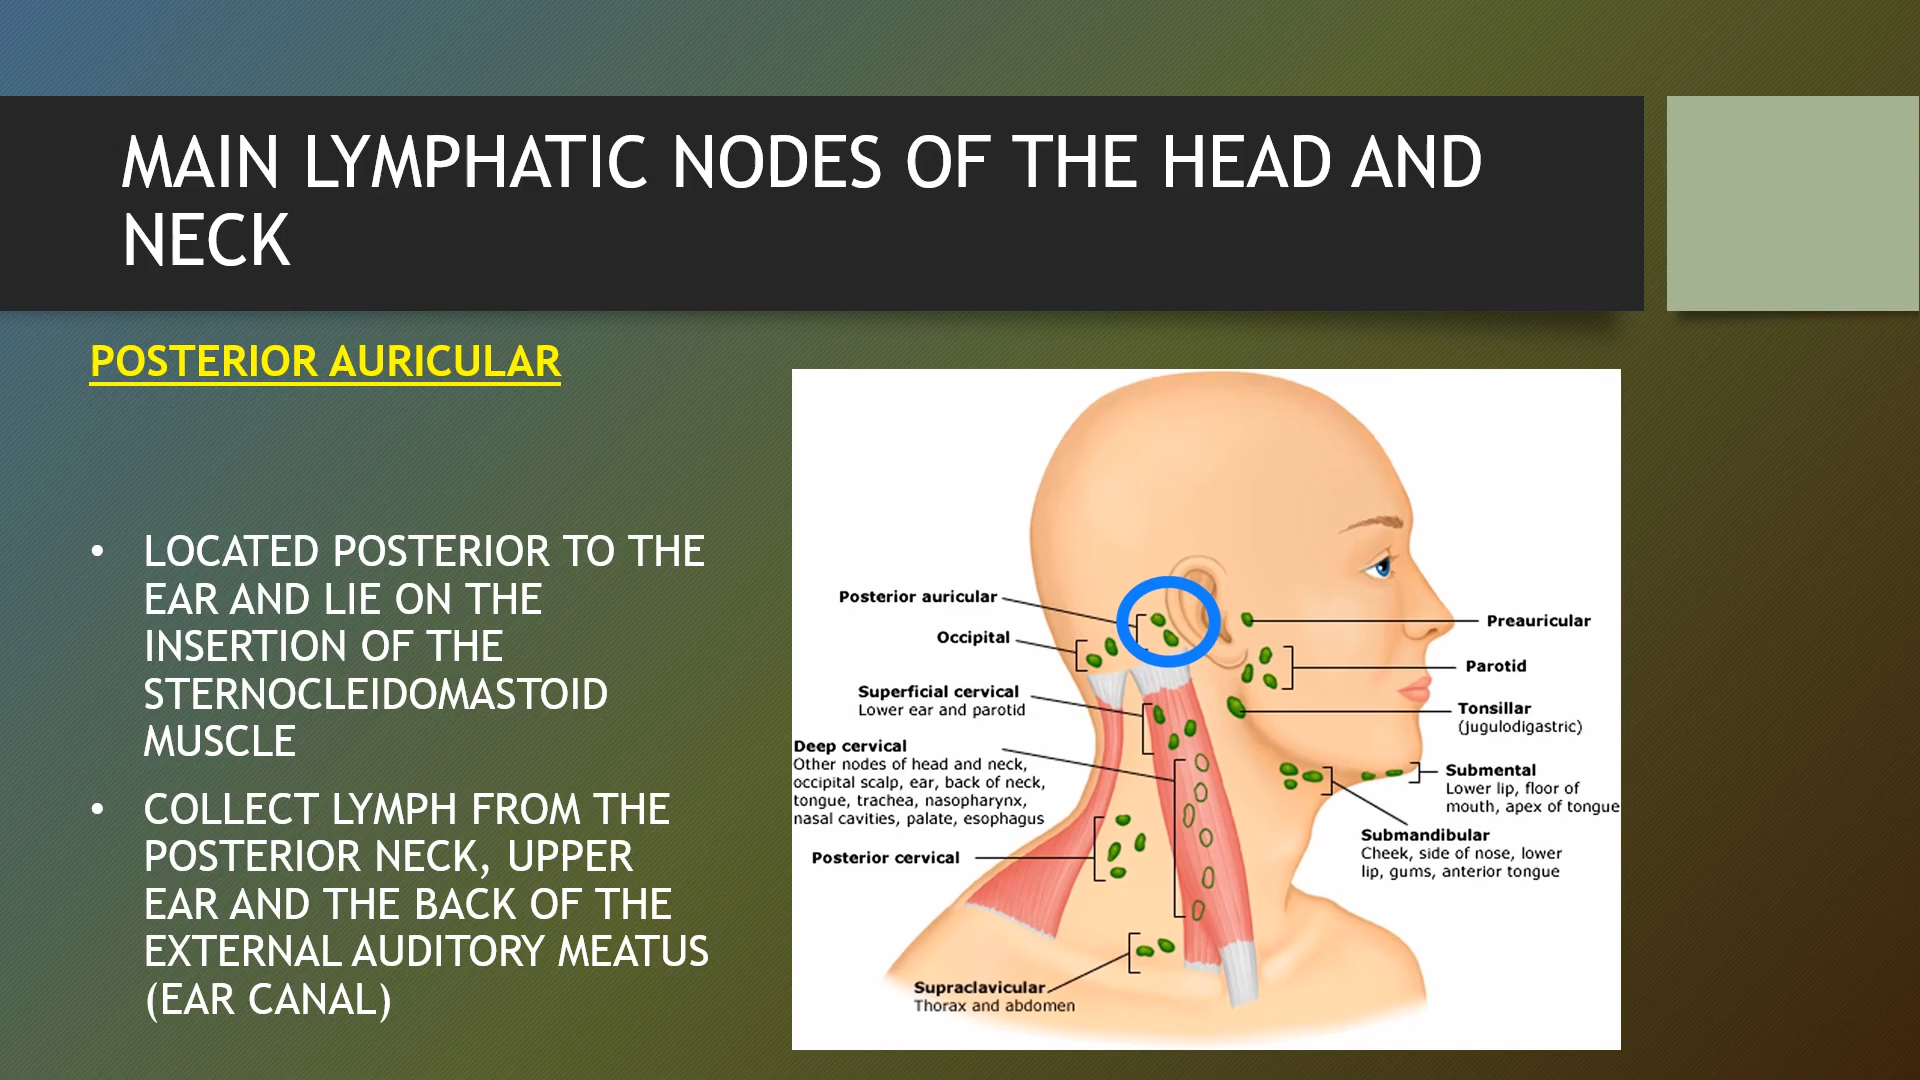 MAIN LYMPHATIC NODES OF THE HEAD AND
NECK
POSTERIOR AURICULAR
• LOCATED POSTERIOR TO THE
EAR AND LIE ON THE
INSERTION OF THE
STERNOCLEIDOMASTOID
MUSCLE
• COLLECT LYMPH FROM THE
POSTERIOR NECK, UPPER
EAR AND THE BACK OF THE
EXTERNAL AUDITORY MEATUS
(EAR CANAL)
Posterior auricular
Occipital
Superficial cervical
Lower ear and parotid
Deep cervical
Other nodes of head and neck,
occipital scalp, ear, back of neck,
tongue, trachea, nasopharynx,
nasal cavities, palate, esophagus
Posterior cervical
Supraclavicular
Thorax and abdomen
Preauricular
Parotid
Tonsillar
(jugulodigastric)
Submental
Lower lip, floor of
mouth, apex of tongue
Submandibular
Cheek, side of nose, lower
lip, gums, anterior tongue